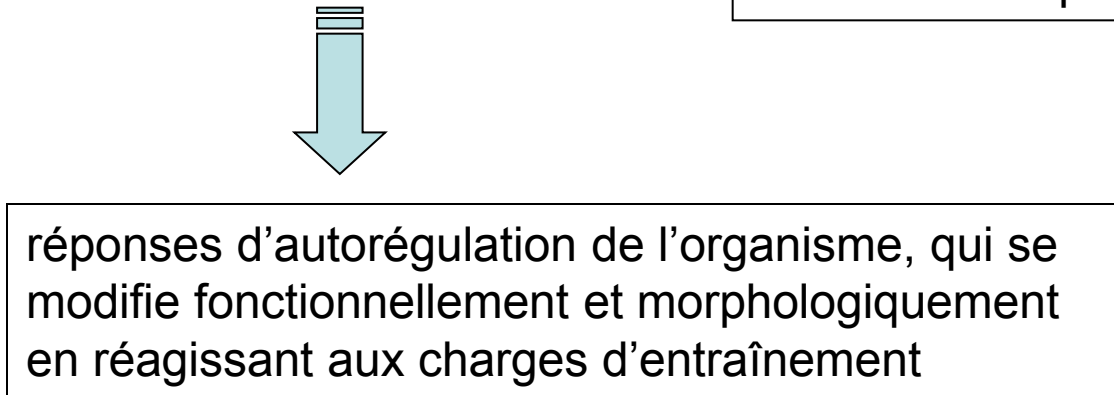 réponses d’autorégulation de l’organisme, qui se
modifie fonctionnellement et morphologiquement
en réagissant aux charges d’entraînement